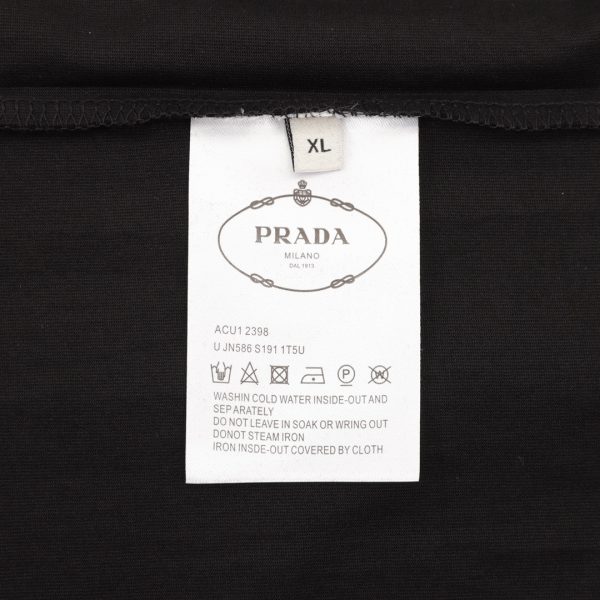 XL
PRADA
MILANO
DAL 1913
ACU1 2398
U JN586 S191 1T5U
WASHIN COLD WATER INSIDE-OUT AND
SEP ARATELY
DO NOT LEAVE IN SOAK OR WRING OUT
DONOT STEAM IRON
IRON INSDE-OUT COVERED BY CLOTH